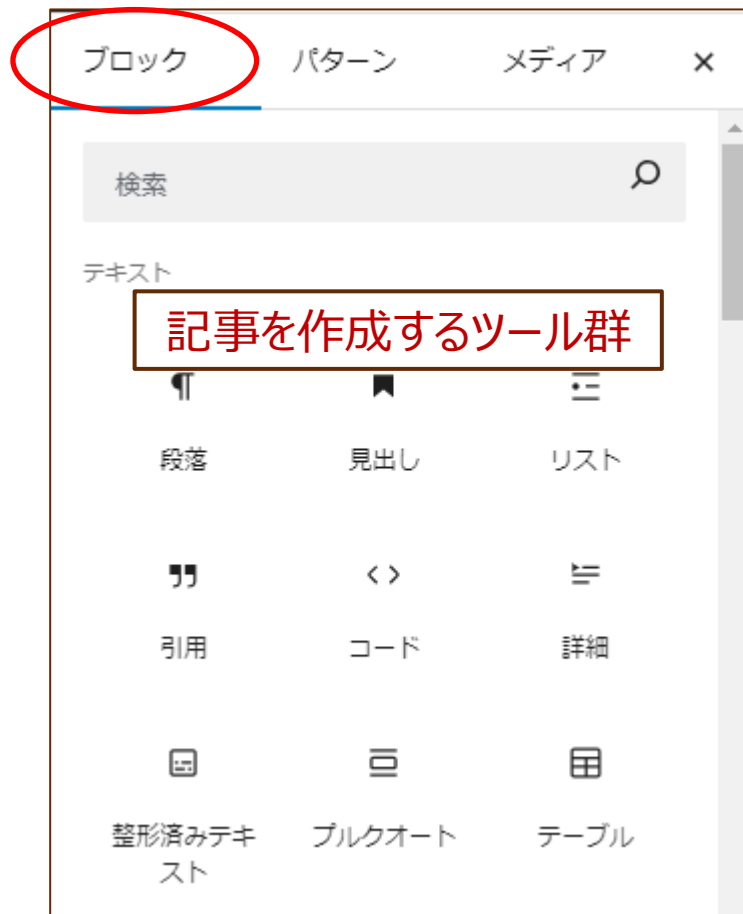 ブロック パターン メディア ×
検索
テキスト
記事を作成するツール群
段落 見出し リスト
引用 コード 詳細
整形済みテキ プルクオート テーブル
スト